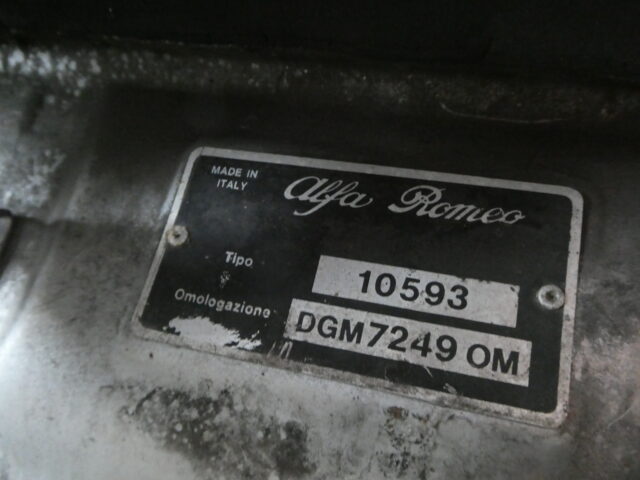 MADE IN
ITALY
Alfa Romeo
Tipo
10593
Omologazione
DGM7249 OM